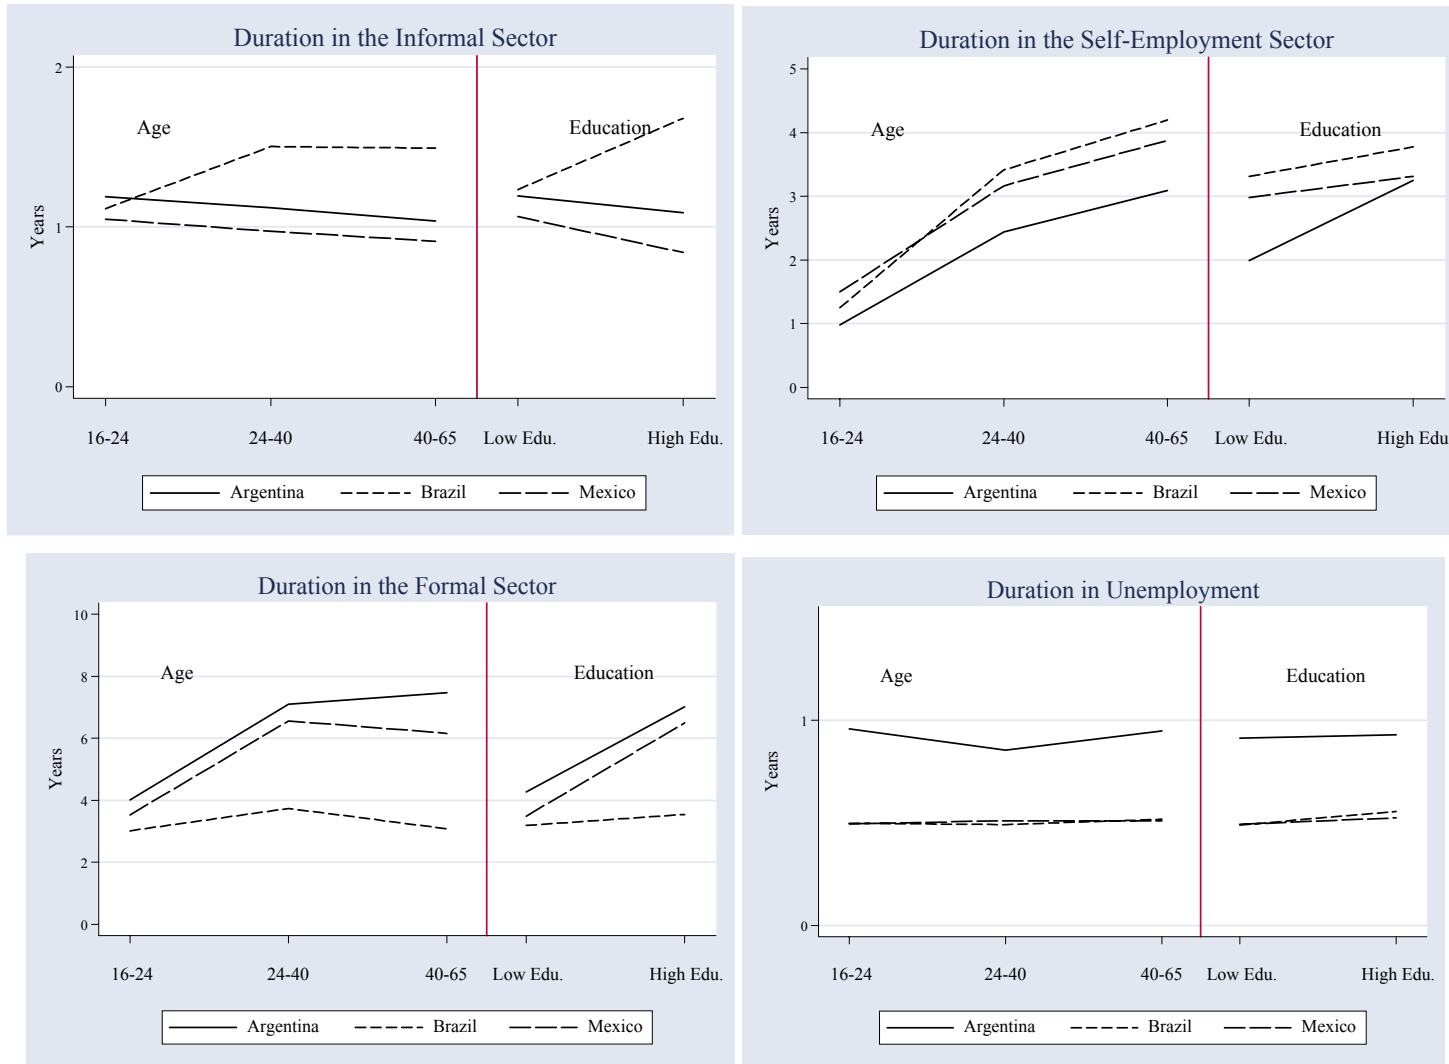 Duration in the Informal Sector
2
Age
Education
Years
1
0
16-24 24-40 40-65 Low Edu. High Edu.
Argentina Brazil Mexico
Duration in the Self-Employment Sector
5
4
Age
Education
3
Years
2
1
0
16-24 24-40 40-65 Low Edu. High Edu
Argentina Brazil Mexico
Duration in the Formal Sector
10
8
Age
Education
6
Years
4
2
0
16-24 24-40 40-65 Low Edu. High Edu.
Argentina Brazil Mexico
Duration in Unemployment
Age
Education
1
Years
0
16-24 24-40 40-65 Low Edu. High Edu.
Argentina Brazil Mexico